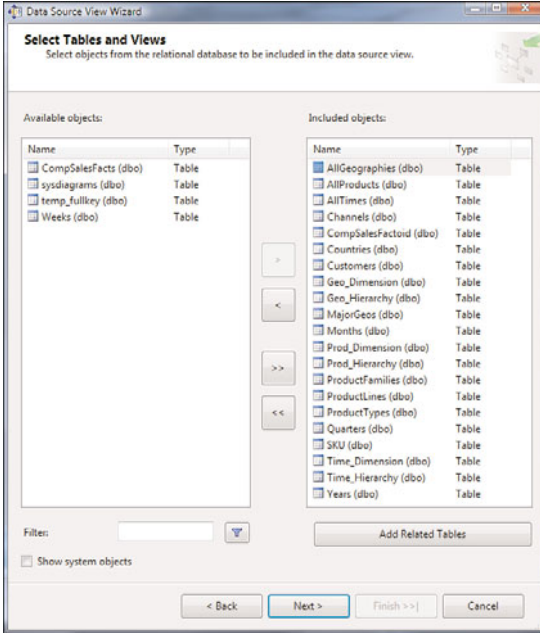 Data Source View Wizard
Select Tables and Views
Select objects from the relational database to be included in the data source view.
Available objects:
Name Type
CompSalesFacts (dbo) Table
sysdiagrams (dbo) Table
temp_fullkey (dbo) Table
Weeks (dbo) Table
>
<
>>
<<
Included objects:
Name Type
AllGeographies (dbo) Table
AllProducts (dbo) Table
AllTimes (dbo) Table
Channels (dbo) Table
CompSalesFactoid (dbo) Table
Countries (dbo) Table
Customers (dbo) Table
Geo_Dimension (dbo) Table
Geo_Hierarchy (dbo) Table
MajorGeos (dbo) Table
Months (dbo) Table
Prod_Dimension (dbo) Table
Prod_Hierarchy (dbo) Table
ProductFamilies (dbo) Table
ProductLines (dbo) Table
ProductTypes (dbo) Table
Quarters (dbo) Table
SKU (dbo) Table
Time_Dimension (dbo) Table
Time_Hierarchy (dbo) Table
Years (dbo) Table
Filter:
Add Related Tables
Show system objects
< Back Next > Finish >>| Cancel